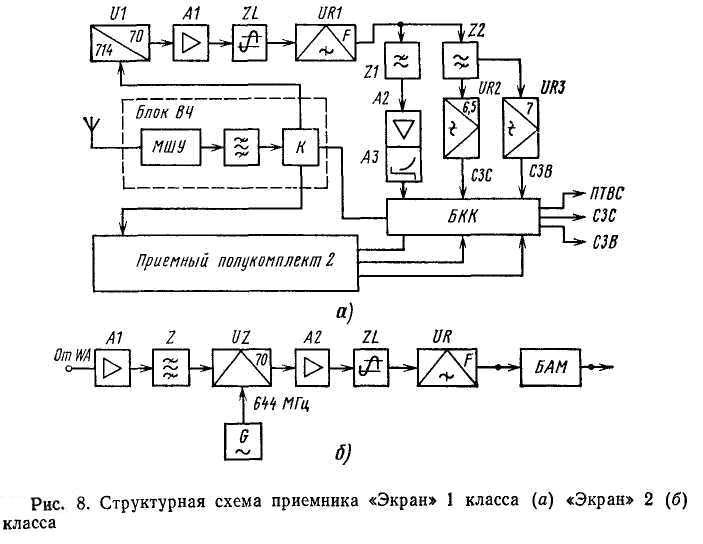 U1 A1 ZL UR1
714 70 F Z1 Z2
A2 UR2 UR3
Блок ВЧ 6,5 7
МШУ К A3
СЗС СЗВ
БКК ПТВС
СЗС
СЗВ
Приемный полукомплект 2
а)
От WA A1 Z UZ A2 ZL UR
70 F БАМ
644 МГц
G
б)
Рис. 8. Структурная схема приемника «Экран» 1 класса (а) «Экран» 2 (б)
класса